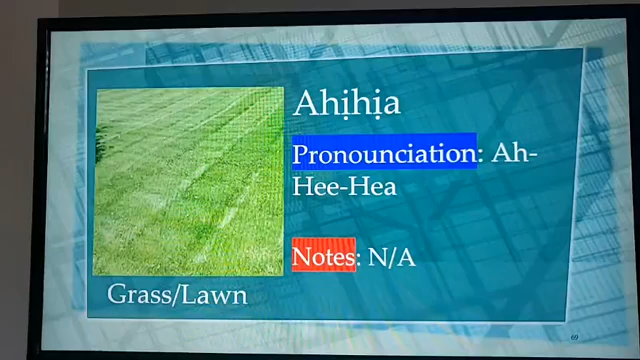 Ahịhịa
Pronounciation: Ah-
Hee-Hea
Notes: N/A
Grass/Lawn
69